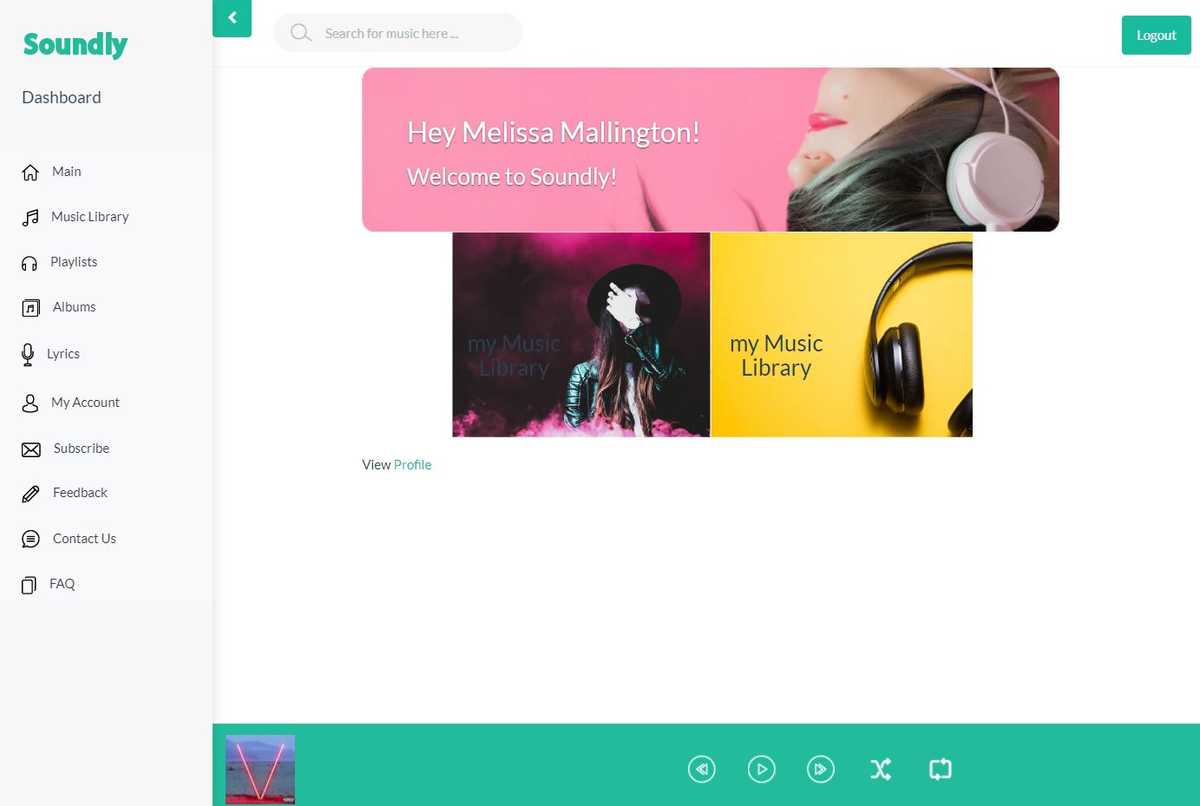 Soundly
Dashboard
Main
Music Library
Playlists
Albums
Lyrics
My Account
Subscribe
Feedback
Contact Us
FAQ
Search for music here ...
Logout
Hey Melissa Mallington!
Welcome to Soundly!
my Music
Library
my Music
Library
View Profile